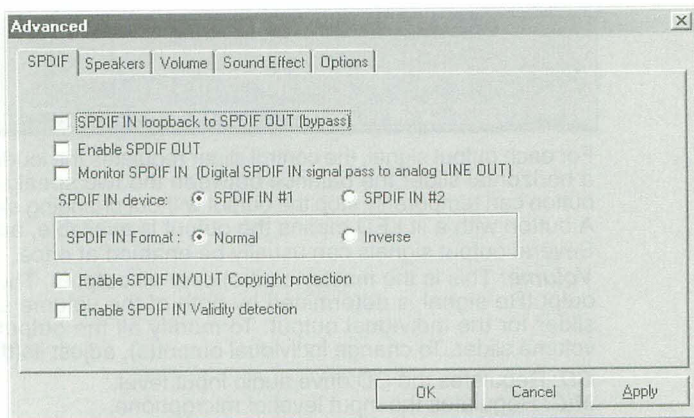 Advanced
SPDIF Speakers Volume Sound Effect Options
SPDIF IN loopback to SPDIF OUT (bypass)
Enable SPDIF OUT
Monitor SPDIF IN (Digital SPDIF IN signal pass to analog LINE OUT)
SPDIF IN device: SPDIF IN #1 SPDIF IN #2
SPDIF IN Format : Normal Inverse
Enable SPDIF IN/OUT Copyright protection
Enable SPDIF IN Validity detection
OK Cancel Apply